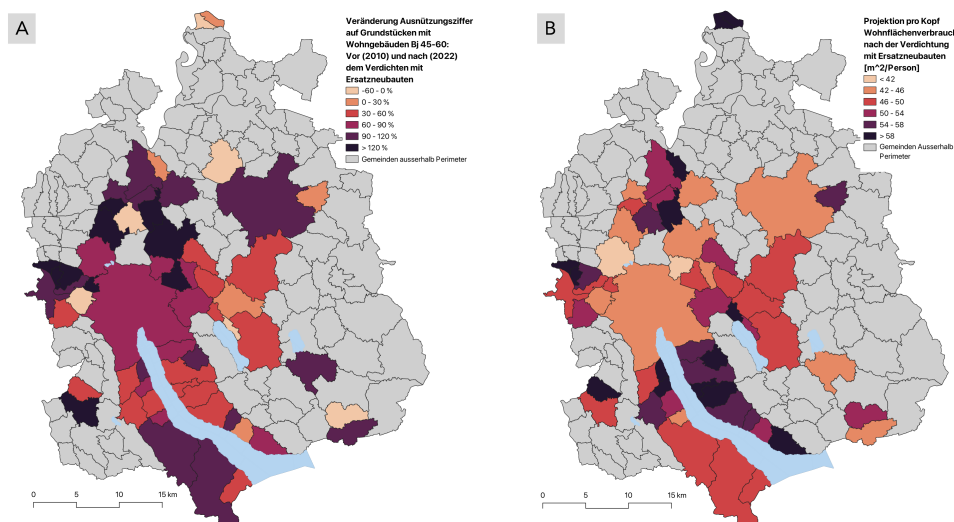 A
Veränderung Ausnützungsziffer
auf Grundstücken mit
Wohngebäuden Bj 45-60:
Vor (2010) und nach (2022)
dem Verdichten mit
Ersatzneubauten
-60 - 0 %
0 - 30 %
30 - 60 %
60 - 90 %
90 - 120 %
> 120 %
Gemeinden ausserhalb Perimeter
0 5 10 15 km
B
Projektion pro Kopf
Wohnflächenverbrauch
nach der Verdichtung
mit Ersatzneubauten
[m^2/Person]
< 42
42 - 46
46 - 50
50 - 54
54 - 58
> 58
Gemeinden Ausserhalb
Perimeter
0 5 10 15 km